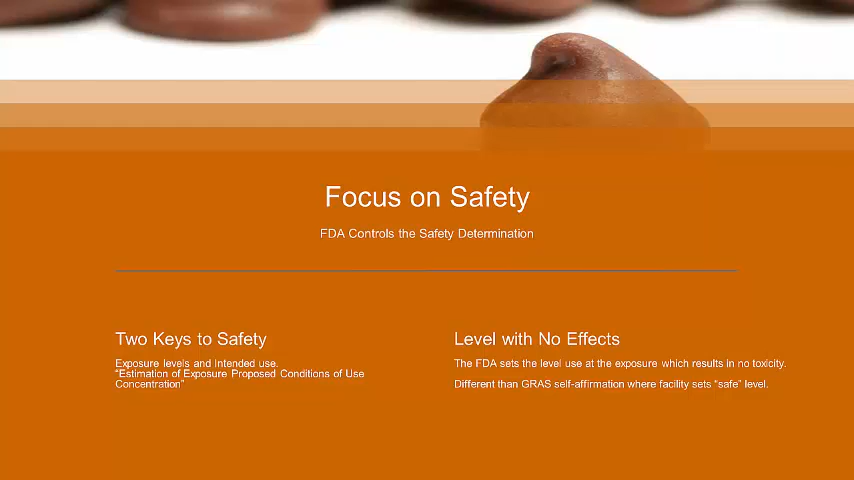 Focus on Safety
FDA Controls the Safety Determination
Two Keys to Safety
Exposure levels and Intended use.
“Estimation of Exposure Proposed Conditions of Use
Concentration”
Level with No Effects
The FDA sets the level use at the exposure which results in no toxicity.
Different than GRAS self-affirmation where facility sets “safe” level.